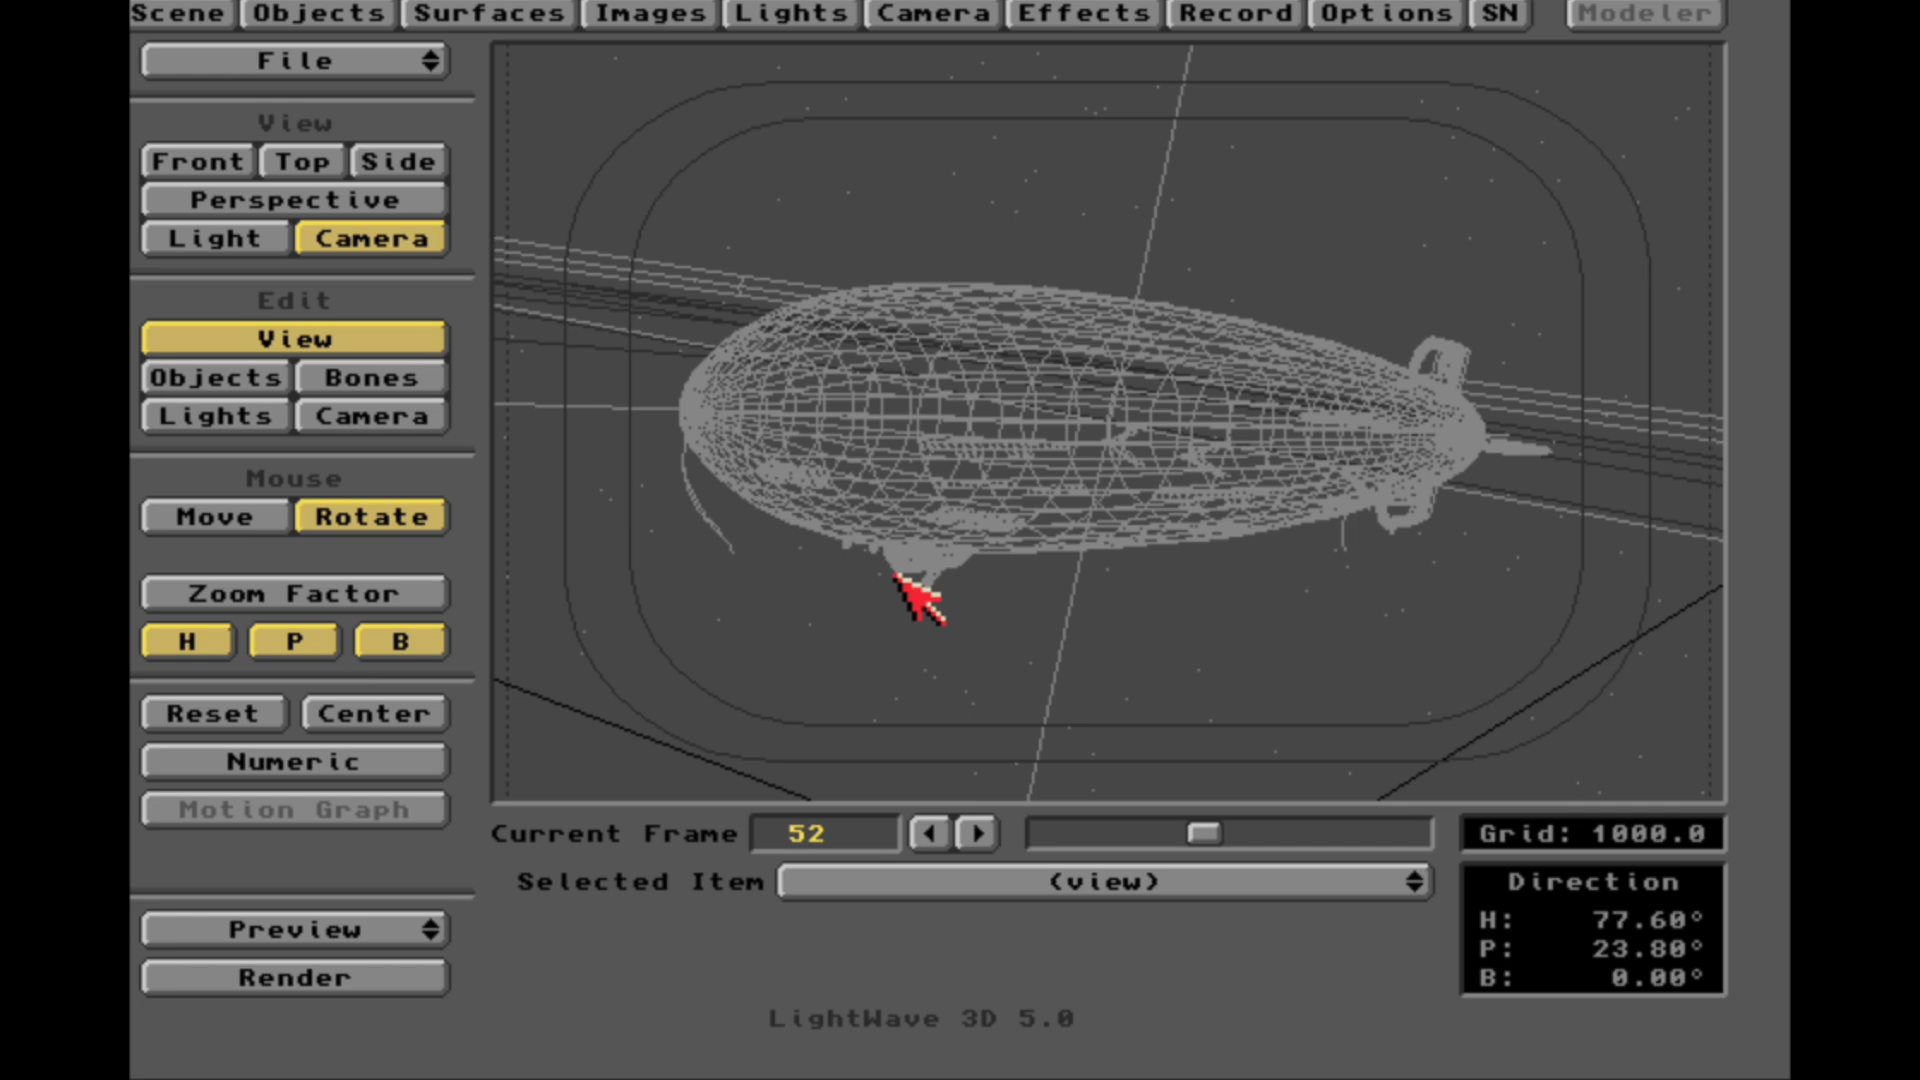 Scene Objects Surfaces Images Lights Camera Effects Record Options SN Modeler
File
View
Front Top Side
Perspective
Light Camera
Edit
View
Objects Bones
Lights Camera
Mouse
Move Rotate
Zoom Factor
H P B
Reset Center
Numeric
Motion Graph
Current Frame 52 Grid: 1000.0
Selected Item (view) Direction
H: 77.60°
Preview P: 23.80°
Render B: 0.00°
LightWave 3D 5.0